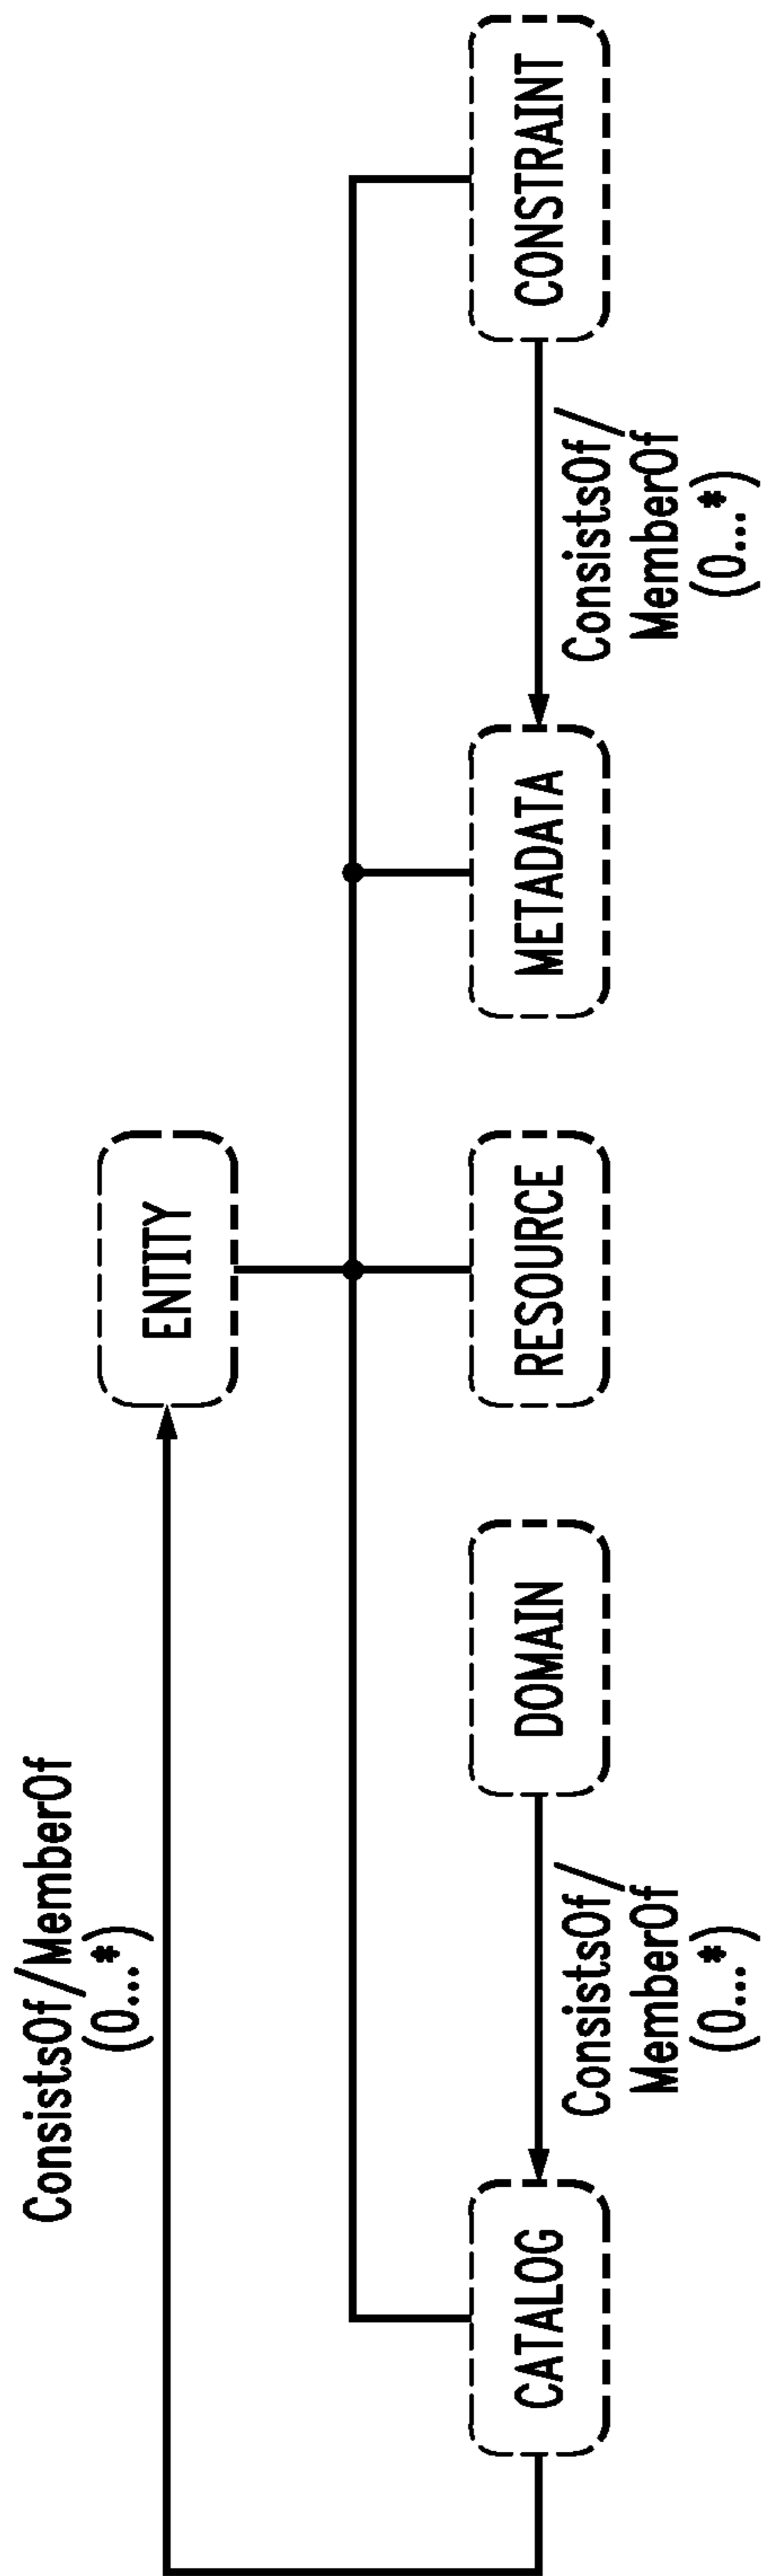 ConsistsOf/MemberOf
(0...*)
ENTITY
CATALOG
ConsistsOf/
MemberOf
(0...*)
DOMAIN
RESOURCE
METADATA
ConsistsOf/
MemberOf
(0...*)
CONSTRAINT